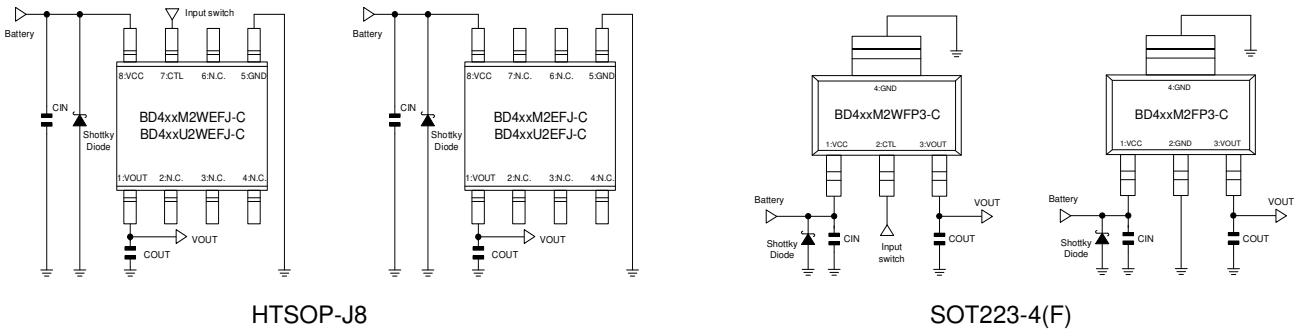 Input switch
Battery
8:VCC 7:CTL 6:N.C. 5:GND
CIN
BD4xxM2WEFJ-C
BD4xxU2WEFJ-C
Shottky
Diode
1:VOUT 2:N.C. 3:N.C. 4:N.C.
VOUT
COUT
Battery
8:VCC 7:N.C. 6:N.C. 5:GND
CIN
BD4xxM2EFJ-C
BD4xxU2EFJ-C
Shottky
Diode
1:VOUT 2:N.C. 3:N.C. 4:N.C.
VOUT
COUT
HTSOP-J8
4:GND
BD4xxM2WFP3-C
1:VCC 2:CTL 3:VOUT
Battery
VOUT
Shottky
Diode
CIN
Input
switch
COUT
4:GND
BD4xxM2FP3-C
1:VCC 2:GND 3:VOUT
Battery
VOUT
Shottky
Diode
CIN
COUT
SOT223-4(F)